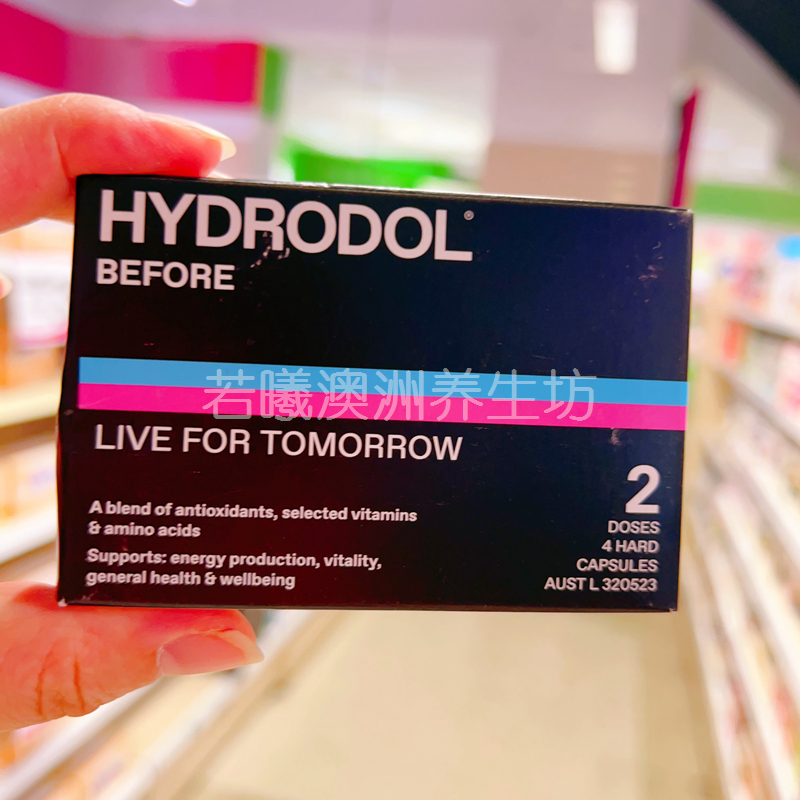 HYDRODOL®
BEFORE
若曦澳洲养生坊
LIVE FOR TOMORROW
A blend of antioxidants, selected vitamins
& amino acids
Supports: energy production, vitality,
general health & wellbeing
2
DOSES
4 HARD
CAPSULES
AUST L 320523